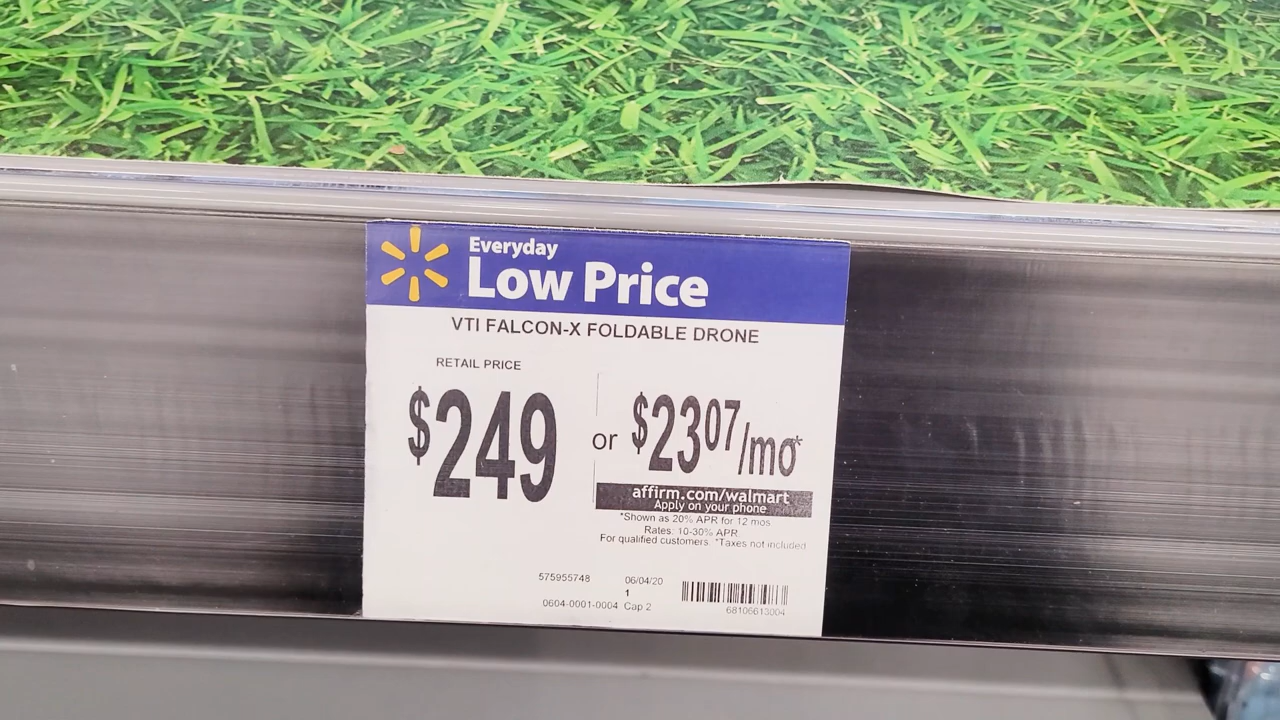 Everyday
Low Price
VTI FALCON-X FOLDABLE DRONE
RETAIL PRICE
$249
or
$2307/mo*
affirm.com/walmart
Apply on your phone
*Shown as 20% APR for 12 mos
Rates: 10-30% APR
For qualified customers. *Taxes not included
575955748 06/04/20
1
0604-0001-0004 Cap 2
68106613004